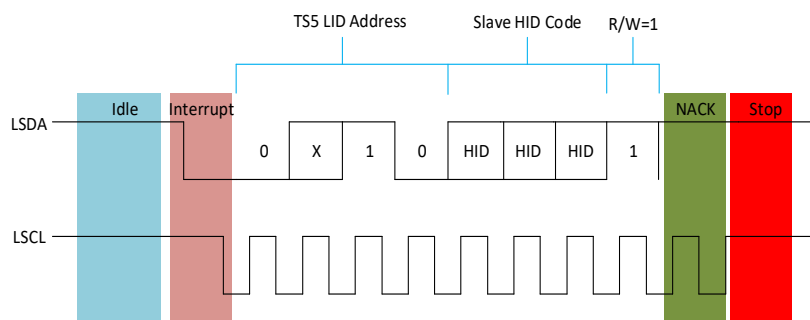 TS5 LID Address Slave HID Code R/W=1
Idle Interrupt NACK Stop
LSDA
0 X 1 0 HID HID HID 1
LSCL